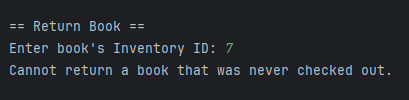 == Return Book ==
Enter book's Inventory ID: 7
Cannot return a book that was never checked out.